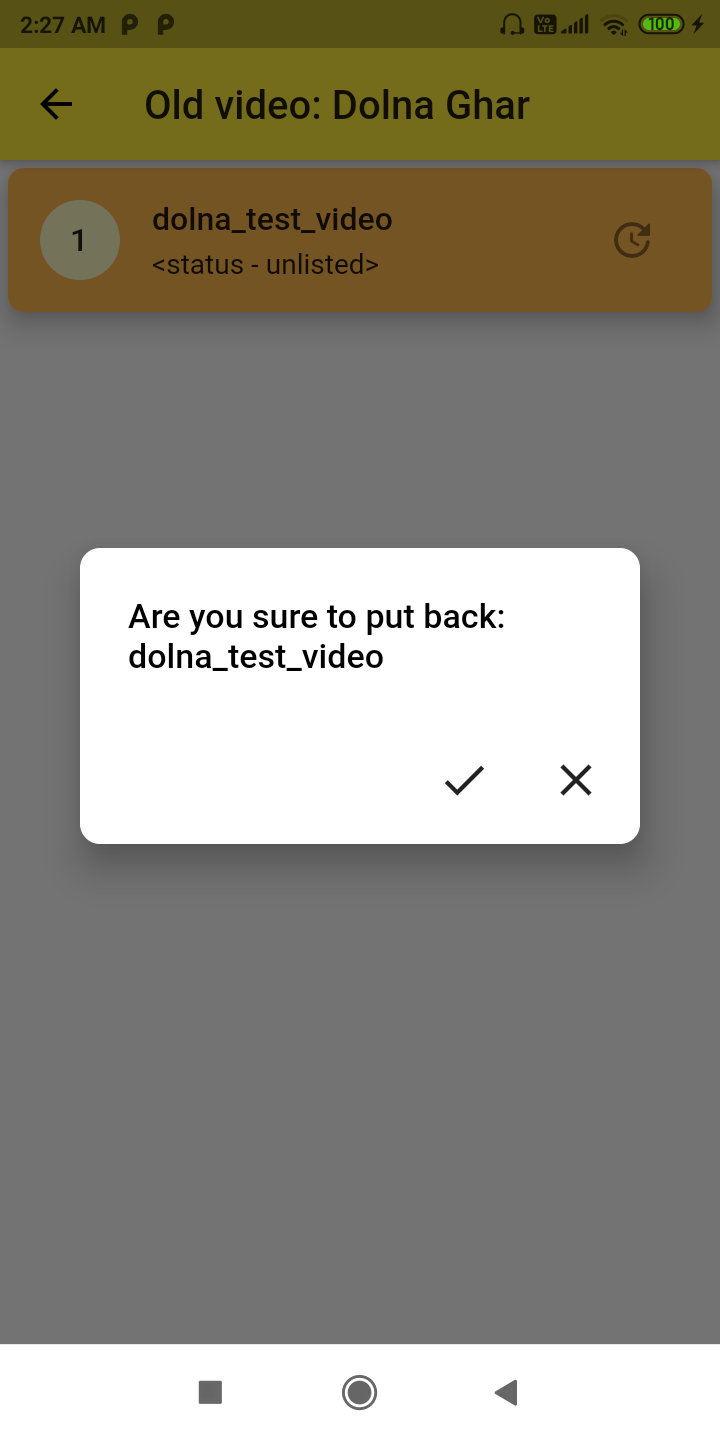 2:27 AM
Vo LTE
100
Old video: Dolna Ghar
1
dolna_test_video
<status - unlisted>
Are you sure to put back:
dolna_test_video